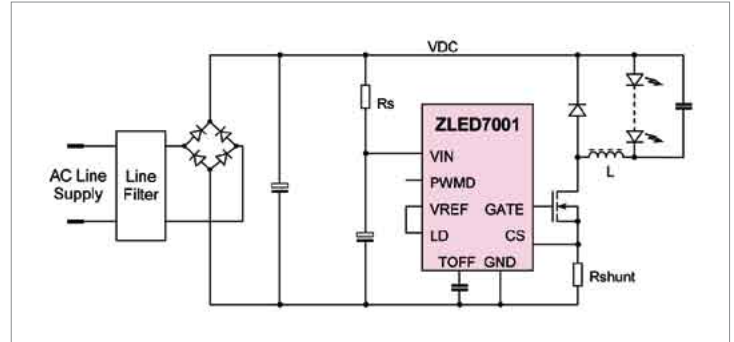 VDC
Rs
ZLED7001
VIN
PWMD
VREF
GATE
LD
CS
TOFF GND
AC Line
Supply
Line
Filter
L
Rshunt